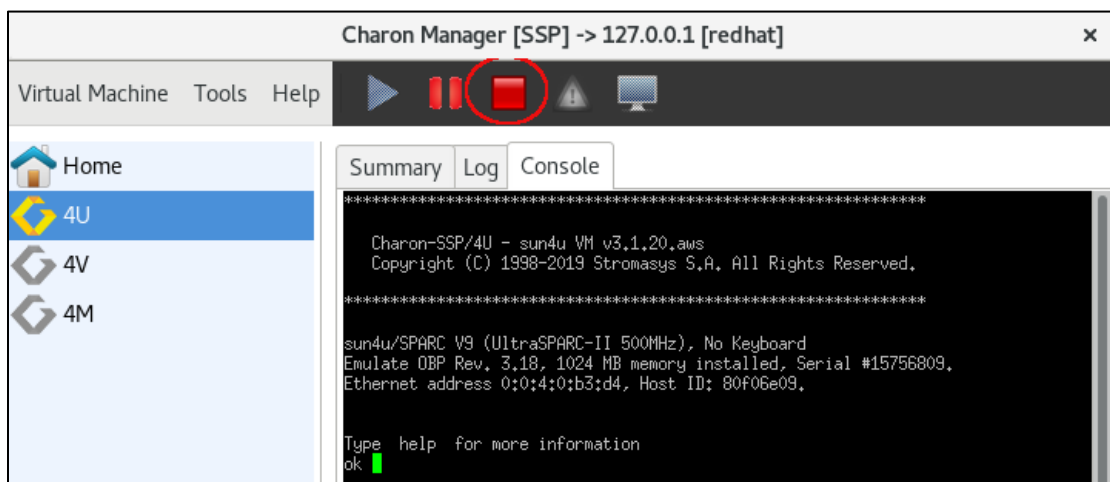 Charon Manager [SSP] -> 127.0.0.1 [redhat]
Virtual Machine Tools Help
Home
4U
4V
4M
Summary Log Console
***************************************************************
Charon-SSP/4U - sun4u VM v3.1.20.aws
Copyright (C) 1998-2019 Stromasys S.A. All Rights Reserved.
***************************************************************
sun4u/SPARC V9 (UltraSPARC-II 500MHz), No Keyboard
Emulate OBP Rev. 3.18, 1024 MB memory installed, Serial #15756809.
Ethernet address 0:0:4:0:b3:d4, Host ID: 80f06e09.
Type help for more information
ok